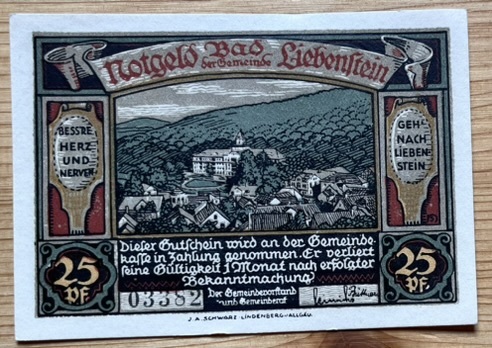 Notgeld Bad Liebenstein
der Gemeinde
BESS'RE
HERZ
UND
NERVEN
GEH-
NACH
LIEBEN-
STEIN
Dieser Gutschein wird an der Gemeinde-
kasse in Zahlung genommen. Er verliert
seine Gültigkeit 1 Monat nach erfolgter
Bekanntmachung
25
Pf.
25
Pf.
03382
Der Gemeindevorstand
und Gemeinderat
J.A. SCHWARZ-LINDENBERG-ALLGÄU